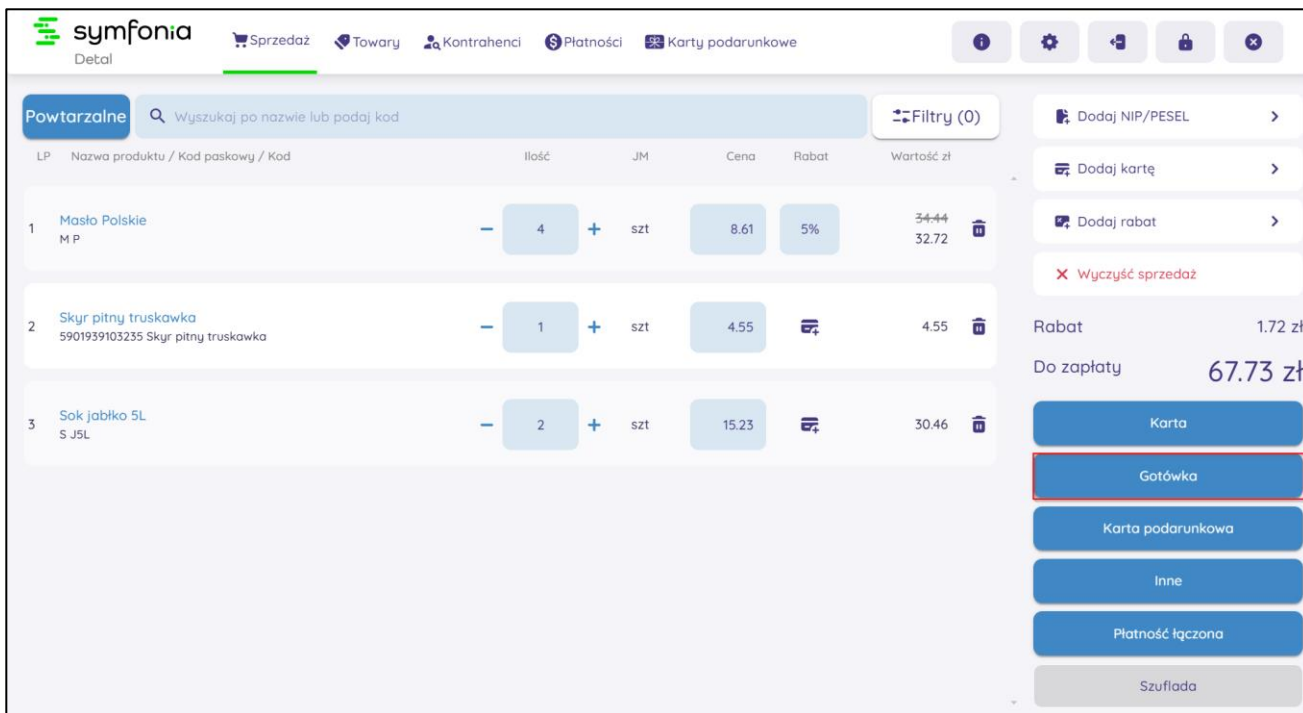 symfonia
Detal
Sprzedaż Towary Kontrahenci Płatności Karty podarunkowe
Powtarzalne Wyszukaj po nazwie lub podaj kod Filtry (0)
LP Nazwa produktu / Kod paskowy / Kod Ilość JM Cena Rabat Wartość zł
1 Masło Polskie − 4 + szt 8.61 5% 34.44
M P 32.72
2 Skyr pitny truskawka − 1 + szt 4.55 4.55
5901939103235 Skyr pitny truskawka
3 Sok jabłko 5L − 2 + szt 15.23 30.46
S J5L
Dodaj NIP/PESEL
Dodaj kartę
Dodaj rabat
Wyczyść sprzedaż
Rabat 1.72 zł
Do zapłaty 67.73 zł
Karta
Gotówka
Karta podarunkowa
Inne
Płatność łączona
Szuflada